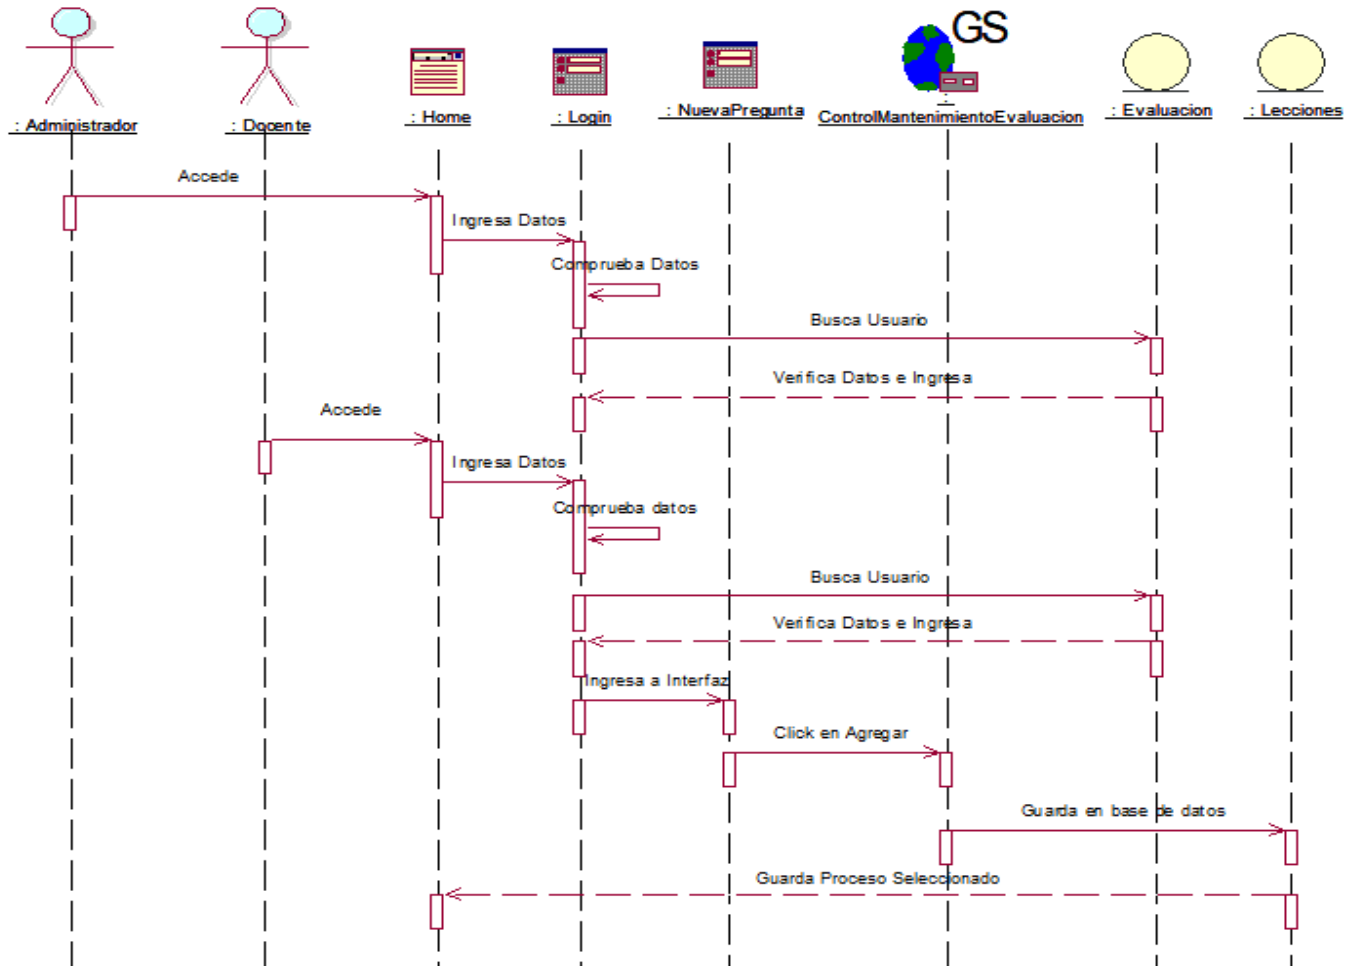 GS
: Administrador
: Docente
: Home
: Login
: NuevaPregunta
:
ControlMantenimientoEvaluacion
: Evaluacion
: Lecciones
Accede
Ingresa Datos
Comprueba Datos
Busca Usuario
Verifica Datos e Ingresa
Accede
Ingresa Datos
Comprueba datos
Busca Usuario
Verifica Datos e Ingresa
Ingresa a Interfaz
Click en Agregar
Guarda en base de datos
Guarda Proceso Seleccionado